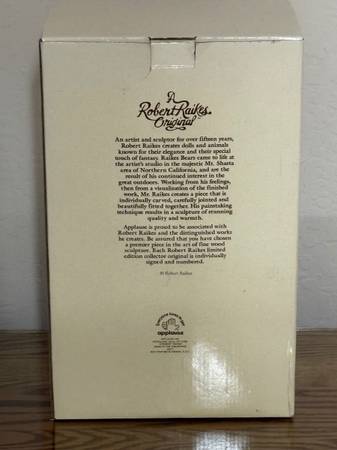 A
Robert Raikes
Original
An artist and sculptor for over fifteen years,
Robert Raikes creates dolls and animals
known for their elegance and their special
touch of fantasy. Raikes Bears came to life at
the artist's studio in the majestic Mt. Shasta
area of Northern California, and are the
result of his continued interest in the
great outdoors. Working from his feelings,
then from a visualization of the finished
work, Mr. Raikes creates a piece that is
individually carved, carefully jointed and
beautifully fitted together. His painstaking
technique results in a sculpture of stunning
quality and warmth.
Applause is proud to be associated with
Robert Raikes and the distinguished works he
creates. Be assured that you have chosen
a premier piece in the art of fine wood
sculpture. Each Robert Raikes limited
edition collector original is individually
signed and numbered.
Robert Raikes
applause